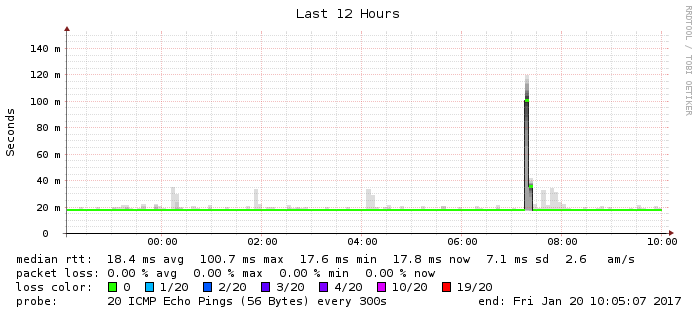 Last 12 Hours
RRDTOOL / TOBI OETIKER
Seconds
140 m
120 m
100 m
80 m
60 m
40 m
20 m
0
00:00 02:00 04:00 06:00 08:00 10:00
median rtt: 18.4 ms avg 100.7 ms max 17.6 ms min 17.8 ms now 7.1 ms sd 2.6 am/s
packet loss: 0.00 % avg 0.00 % max 0.00 % min 0.00 % now
loss color: 0 1/20 2/20 3/20 4/20 10/20 19/20
probe: 20 ICMP Echo Pings (56 Bytes) every 300s end: Fri Jan 20 10:05:07 2017